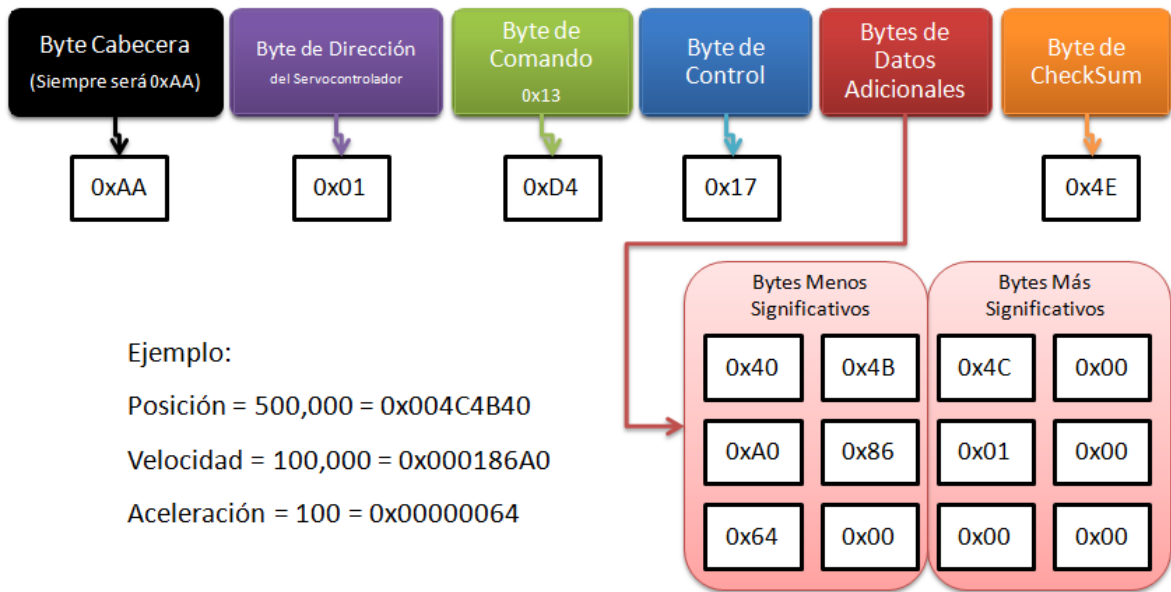 Byte Cabecera
(Siempre será 0xAA)
Byte de Dirección
del Servocontrolador
Byte de
Comando
0x13
Byte de
Control
Bytes de
Datos
Adicionales
Byte de
CheckSum
0xAA
0x01
0xD4
0x17
0x4E
Bytes Menos
Significativos
Bytes Más
Significativos
0x40 0x4B 0x4C 0x00
0xA0 0x86 0x01 0x00
0x64 0x00 0x00 0x00
Ejemplo:
Posición = 500,000 = 0x004C4B40
Velocidad = 100,000 = 0x000186A0
Aceleración = 100 = 0x00000064